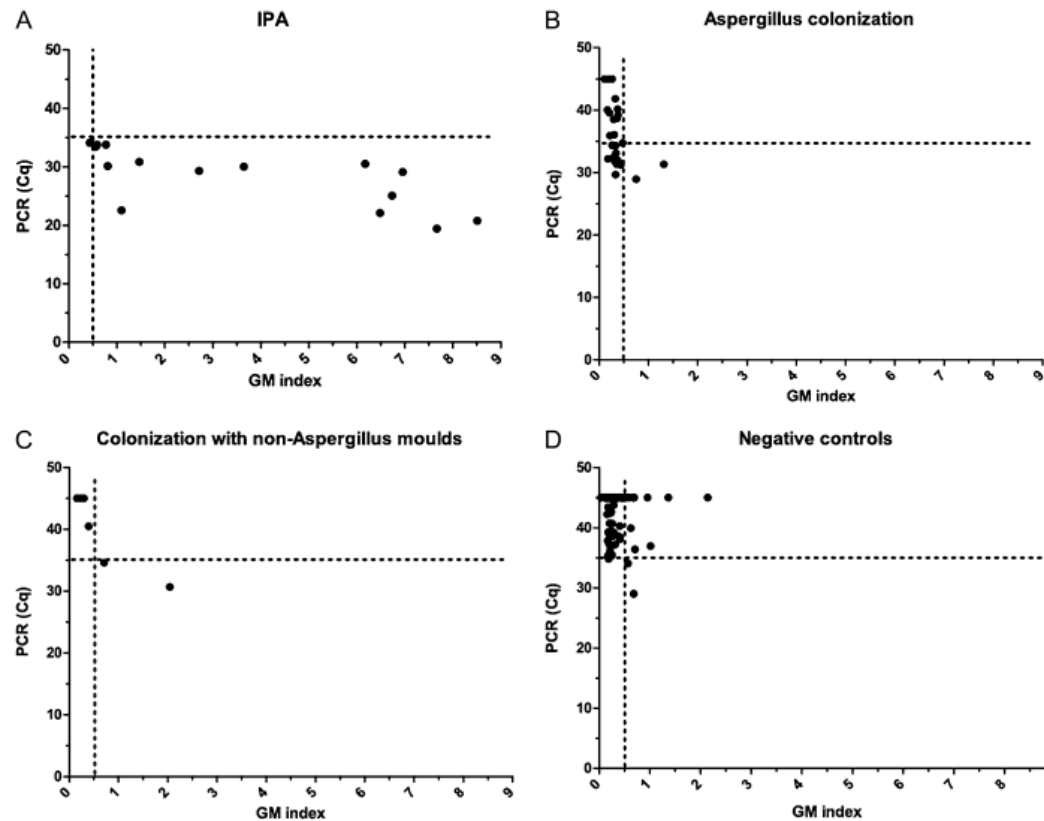 A
IPA
50
40
30
20
10
0
PCR (Cq)
0 1 2 3 4 5 6 7 8 9
GM index
B
Aspergillus colonization
50
40
30
20
10
0
PCR (Cq)
0 1 2 3 4 5 6 7 8 9
GM index
C
Colonization with non-Aspergillus moulds
50
40
30
20
10
0
PCR (Cq)
0 1 2 3 4 5 6 7 8 9
GM index
D
Negative controls
50
40
30
20
10
0
PCR (Cq)
0 1 2 3 4 5 6 7 8
GM index